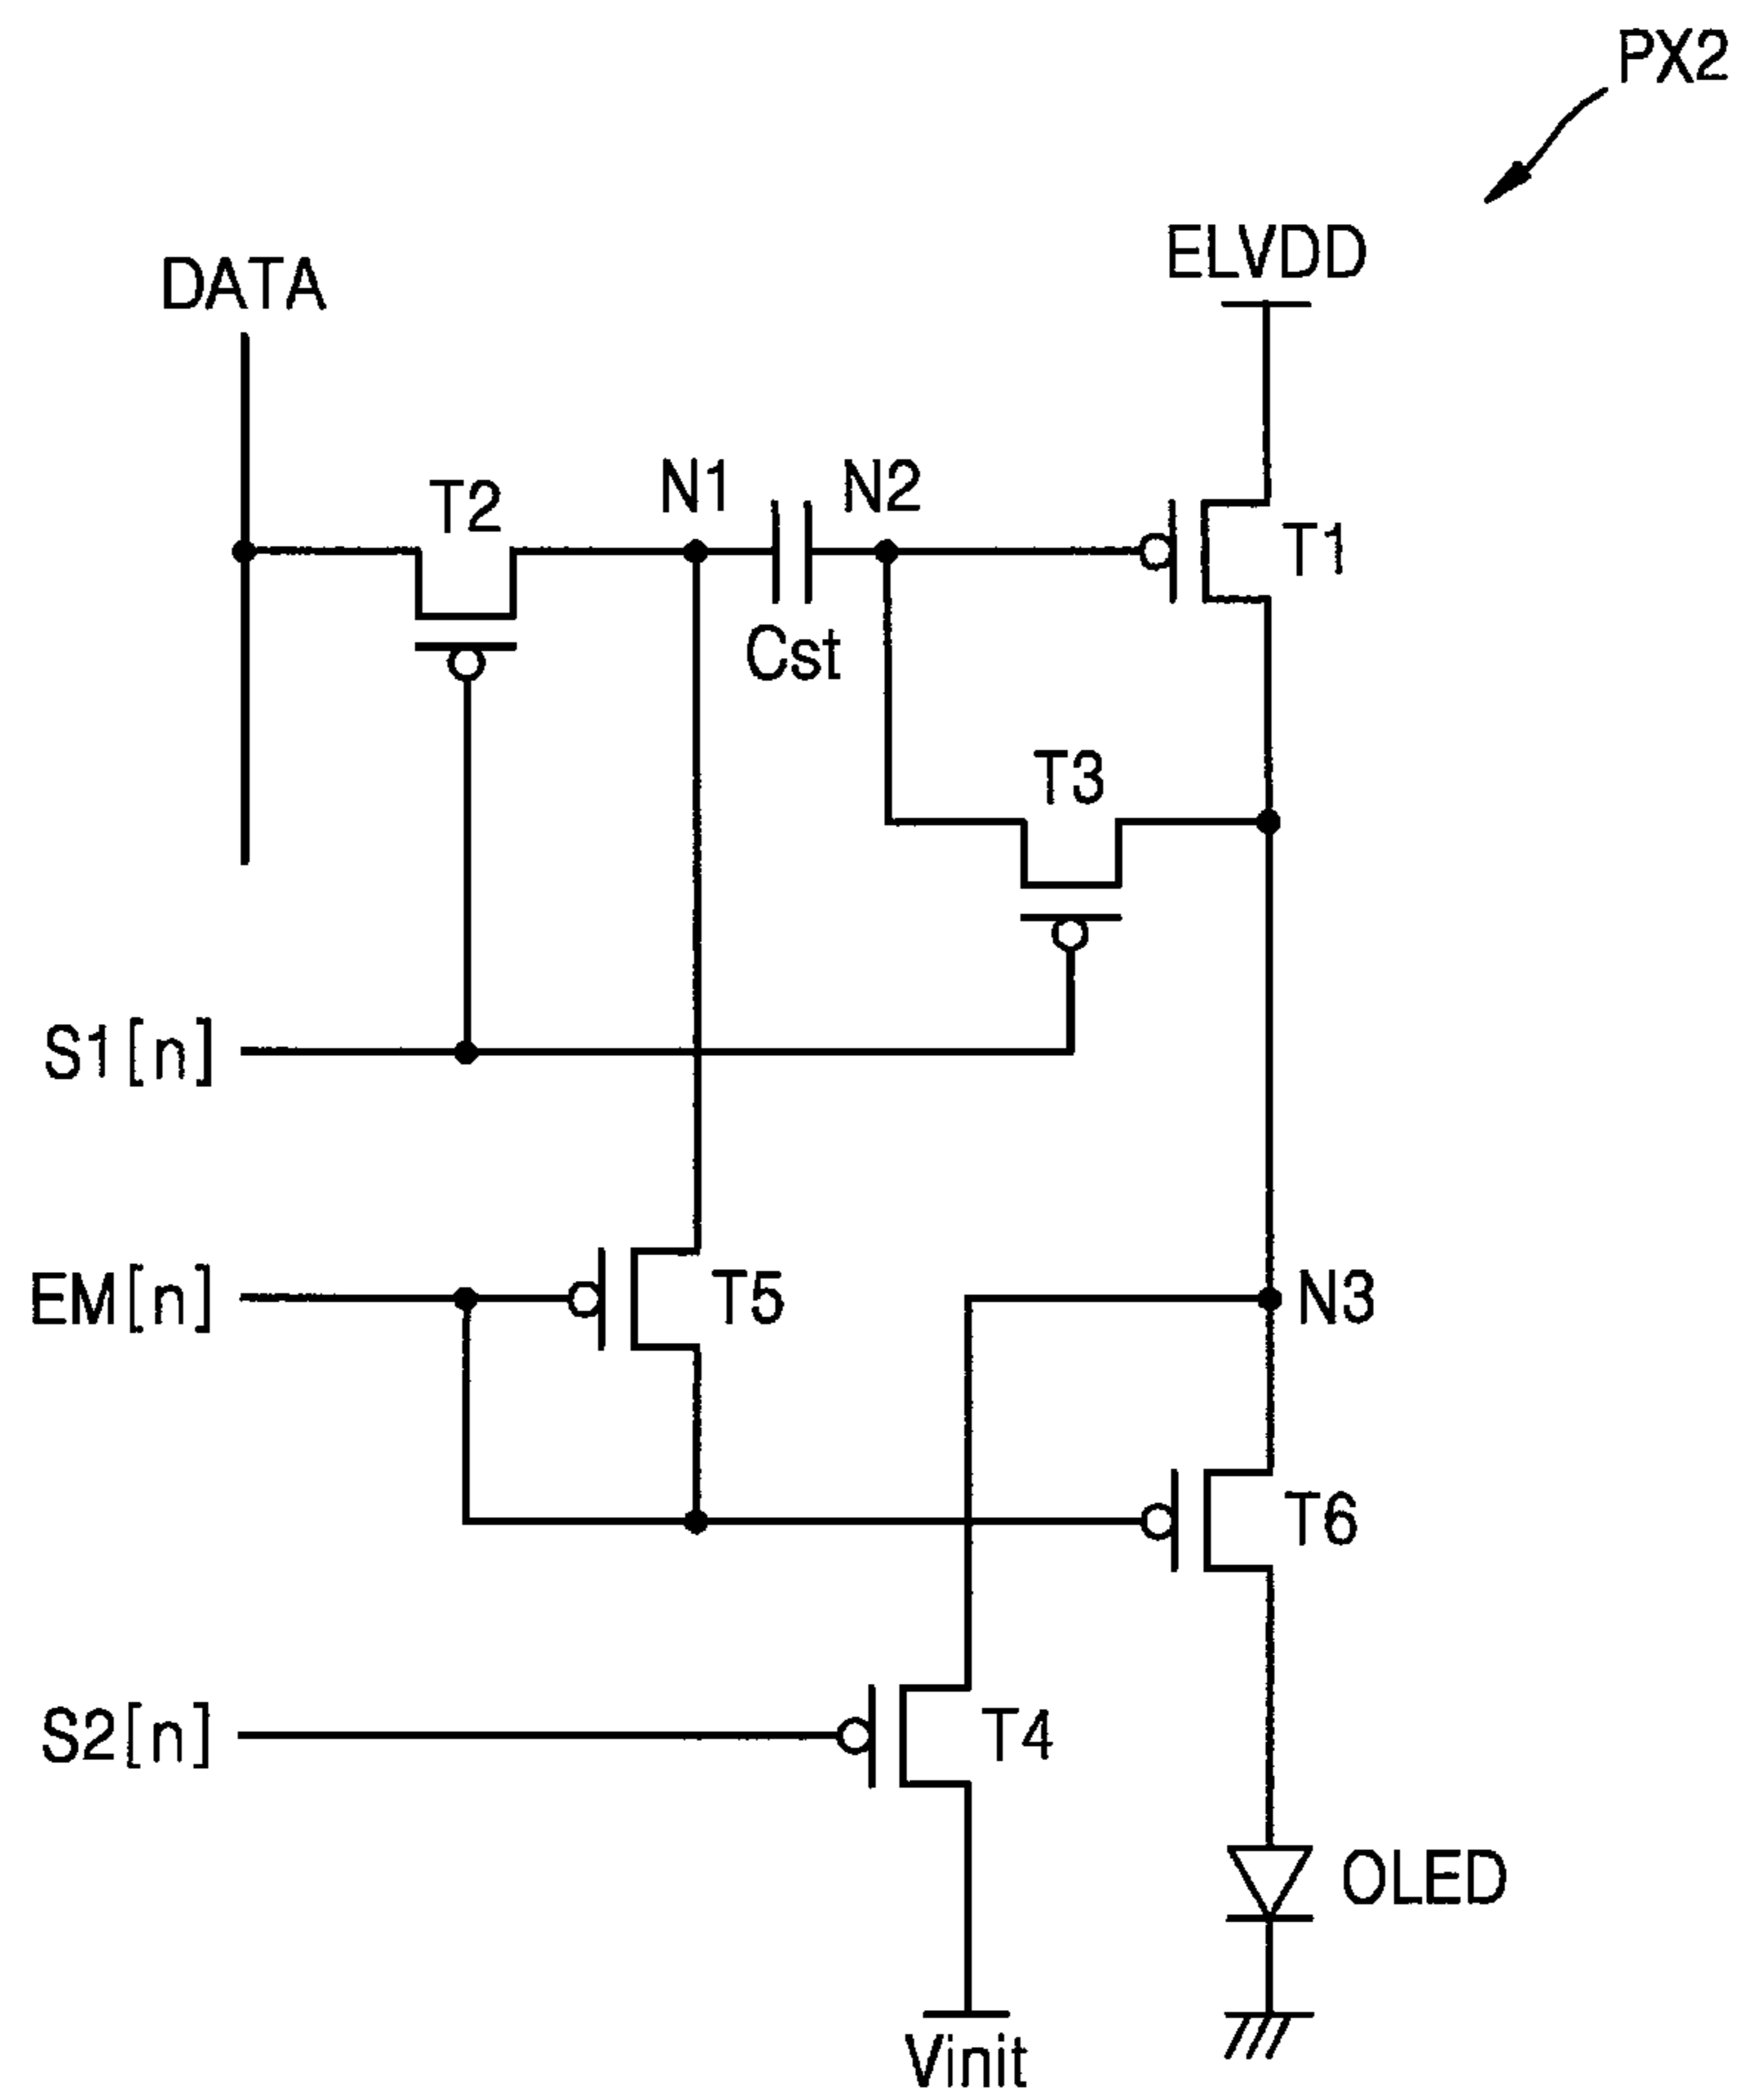 PX2
ELVDD
DATA
T2
N1
N2
T1
Cst
T3
S1[n]
EM[n]
T5
N3
T6
S2[n]
T4
OLED
Vinit